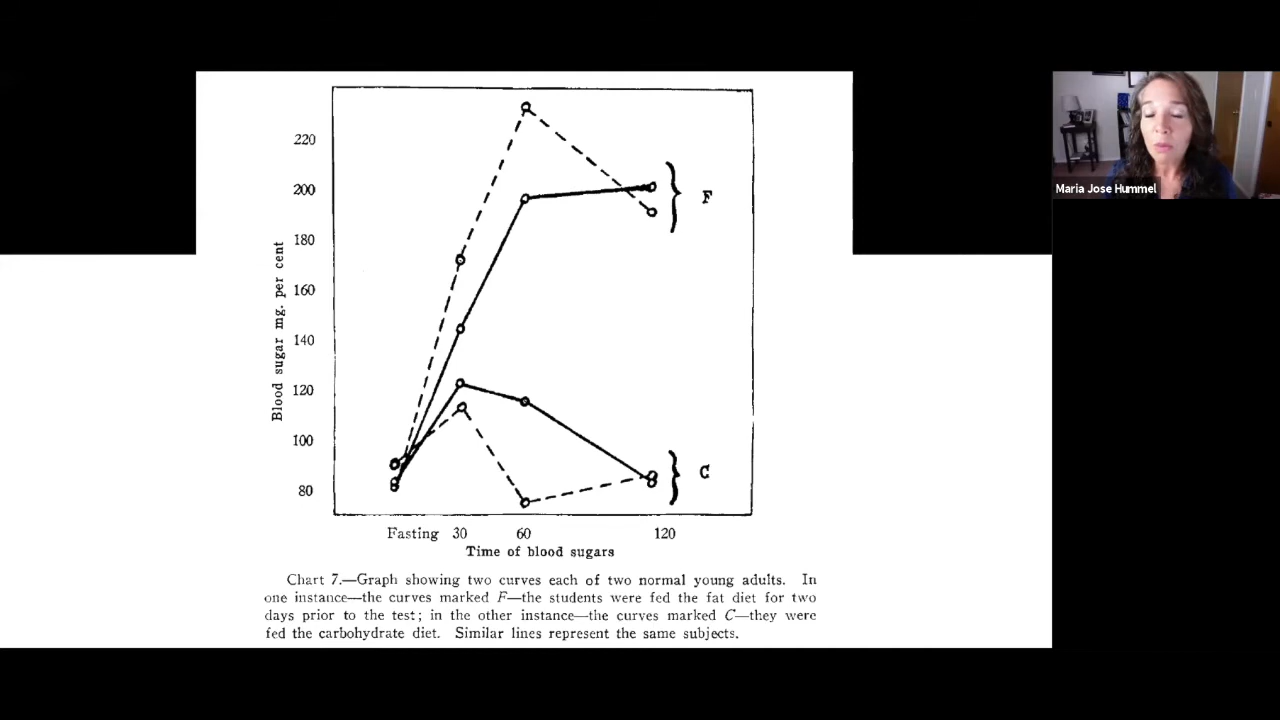 220
200
180
160
140
120
100
80
Blood sugar mg. per cent
F
C
Fasting 30 60 120
Time of blood sugars
Chart 7.—Graph showing two curves each of two normal young adults. In
one instance—the curves marked F—the students were fed the fat diet for two
days prior to the test; in the other instance—the curves marked C—they were
fed the carbohydrate diet. Similar lines represent the same subjects.
Maria Jose Hummel